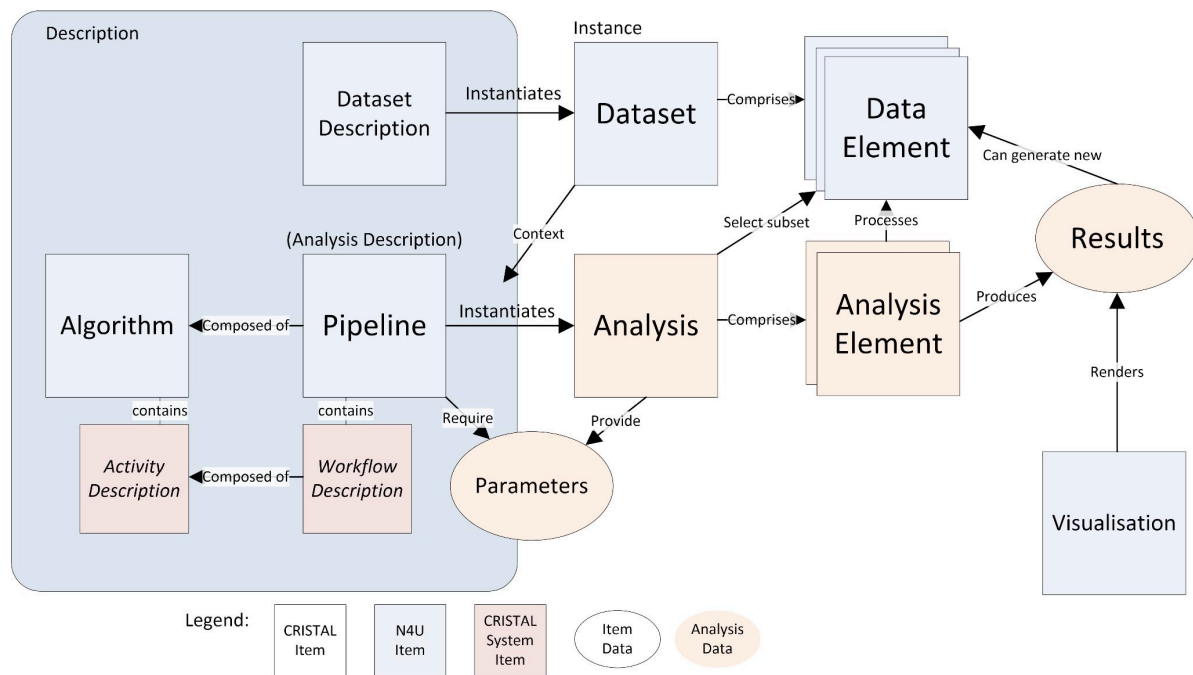 Description
Instance
Dataset
Description
Instantiates
Dataset
Comprises
Data
Element
Can generate new
Context
Select subset
Processes
Results
(Analysis Description)
Algorithm
Composed of
Pipeline
Instantiates
Analysis
Comprises
Analysis
Element
Produces
Renders
contains
contains
Require
Provide
Activity
Description
Composed of
Workflow
Description
Parameters
Visualisation
Legend:
CRISTAL
Item
N4U
Item
CRISTAL
System
Item
Item
Data
Analysis
Data